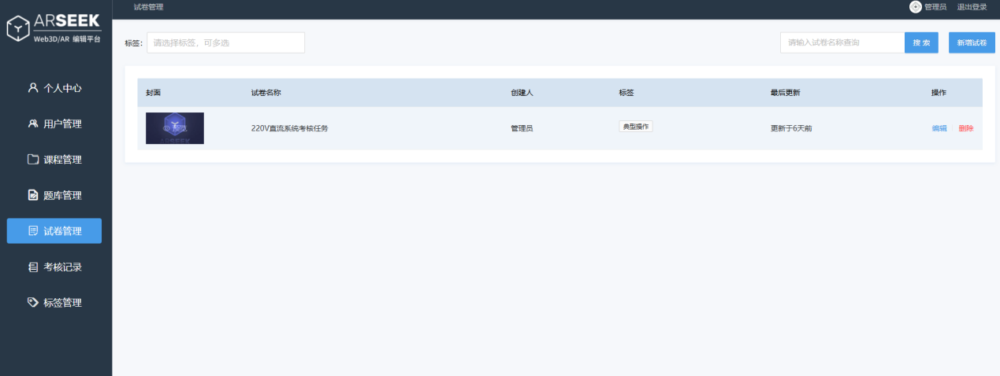 ARSEEK
Web3D/AR 编辑平台
试卷管理
管理员 退出登录
标签: 请选择标签，可多选
请输入试卷名称查询 搜 索 新增试卷
个人中心
用户管理
课程管理
题库管理
试卷管理
考核记录
标签管理
封面 试卷名称 创建人 标签 最后更新 操作
220V直流系统考核任务 管理员 典型操作 更新于6天前 编辑 删除